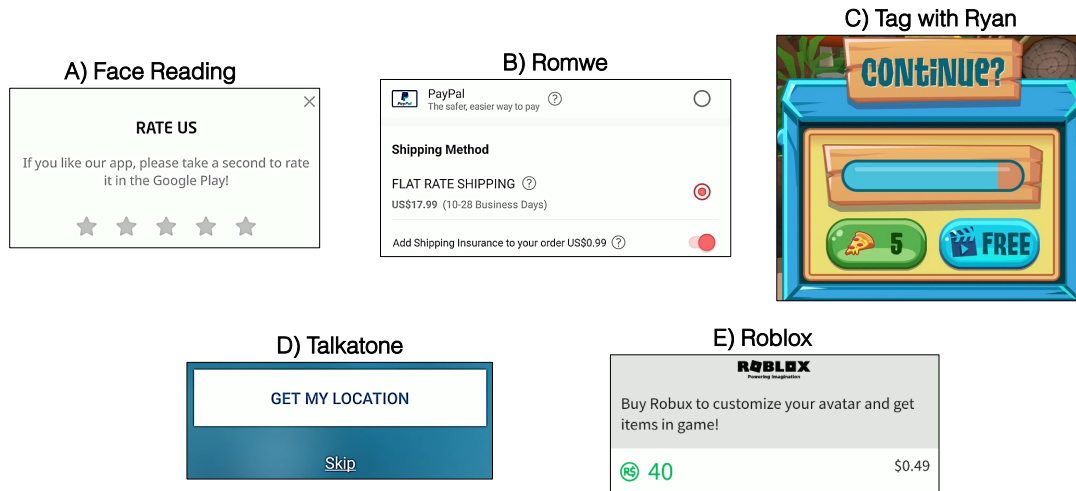 C) Tag with Ryan
A) Face Reading
B) Romwe
RATE US
If you like our app, please take a second to rate
it in the Google Play!
PayPal
PayPal
The safer, easier way to pay
?
Shipping Method
FLAT RATE SHIPPING ?
US$17.99 (10-28 Business Days)
Add Shipping Insurance to your order US$0.99 ?
CONTINUE?
5
FREE
D) Talkatone
GET MY LOCATION
Skip
E) Roblox
ROBLOX
Powering Imagination
Buy Robux to customize your avatar and get
items in game!
R$ 40
$0.49